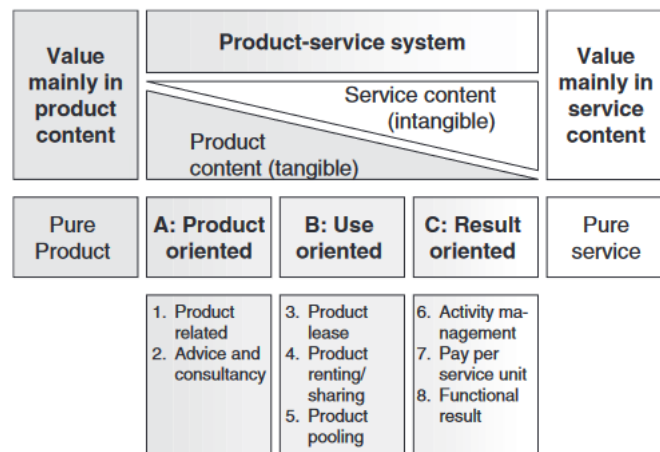 Value
mainly in
product
content
Product-service system
Service content
(intangible)
Product
content (tangible)
Value
mainly in
service
content
Pure
Product
A: Product
oriented
B: Use
oriented
C: Result
oriented
Pure
service
1. Product
related
2. Advice and
consultancy
3. Product
lease
4. Product
renting/
sharing
5. Product
pooling
6. Activity ma-
nagement
7. Pay per
service unit
8. Functional
result